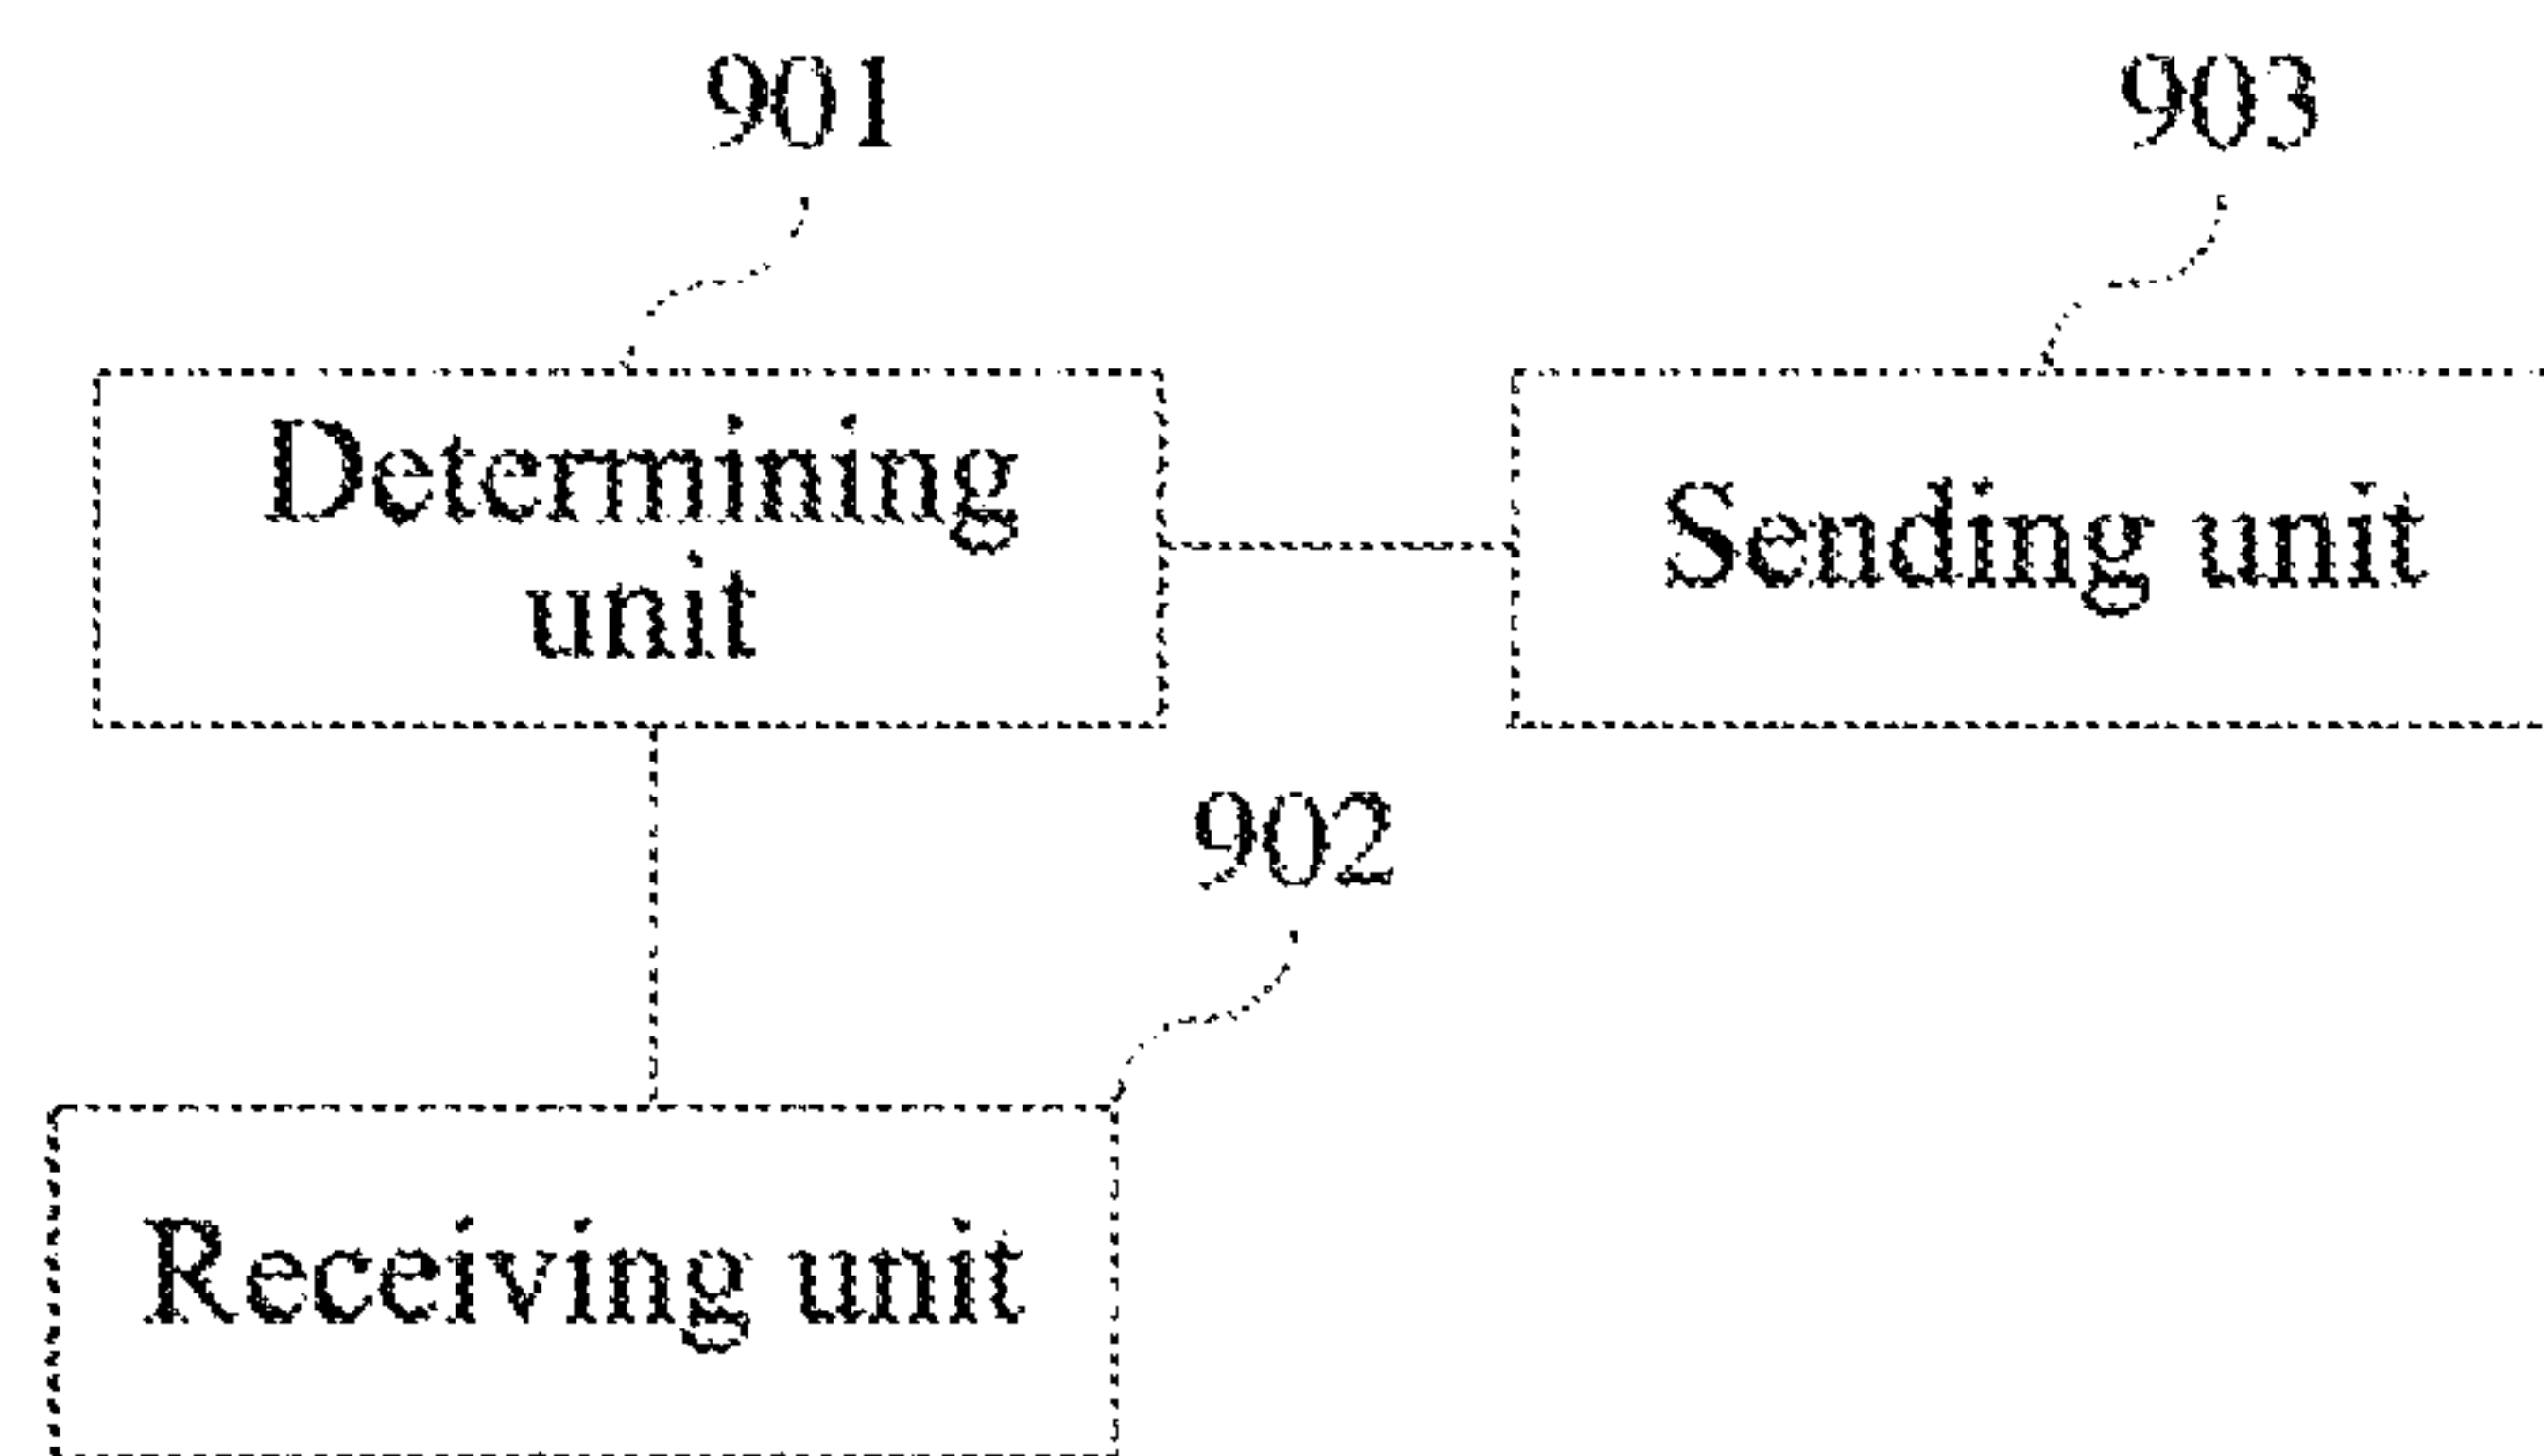 901
903
Determining
unit
Sending unit
902
Receiving unit